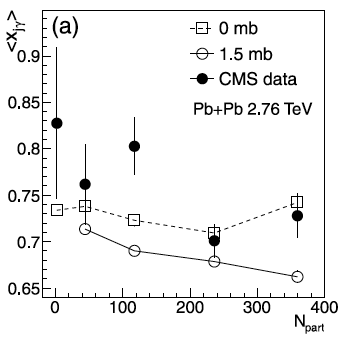 (a)
0 mb
1.5 mb
CMS data
Pb+Pb 2.76 TeV
<x_jγ>
0.9
0.85
0.8
0.75
0.7
0.65
0 100 200 300 400
N_part